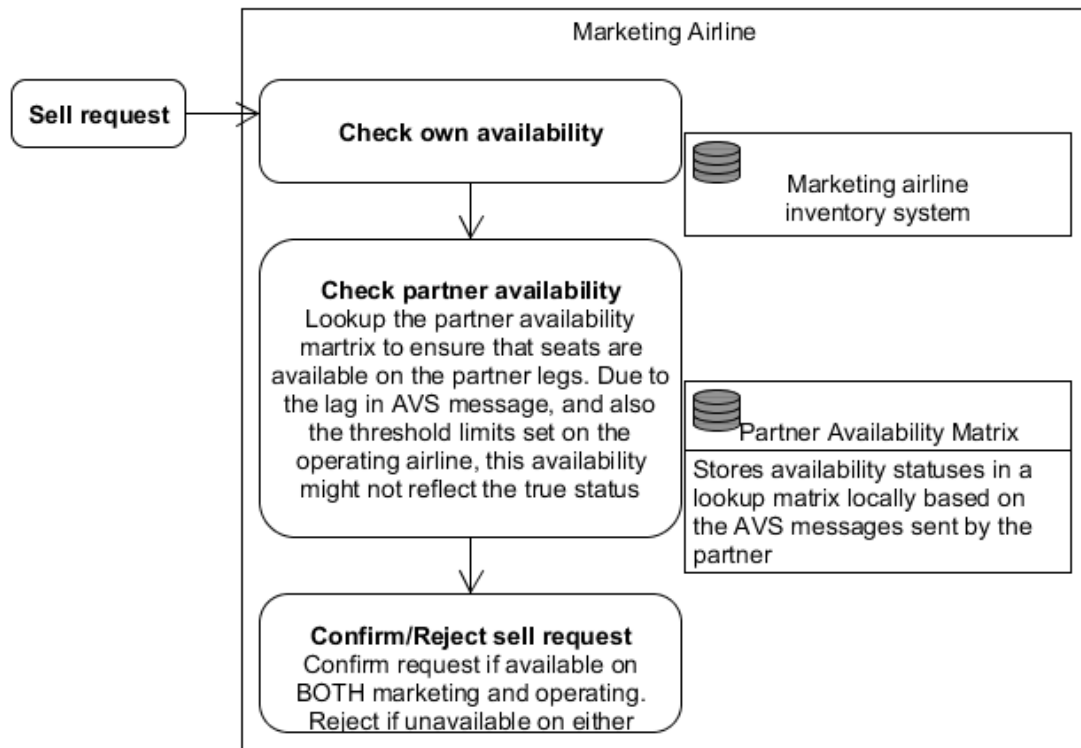 Marketing Airline
Sell request
Check own availability
Marketing airline
inventory system
Check partner availability
Lookup the partner availability
martrix to ensure that seats are
available on the partner legs. Due to
the lag in AVS message, and also
the threshold limits set on the
operating airline, this availability
might not reflect the true status
Partner Availability Matrix
Stores availability statuses in a
lookup matrix locally based on
the AVS messages sent by the
partner
Confirm/Reject sell request
Confirm request if available on
BOTH marketing and operating.
Reject if unavailable on either